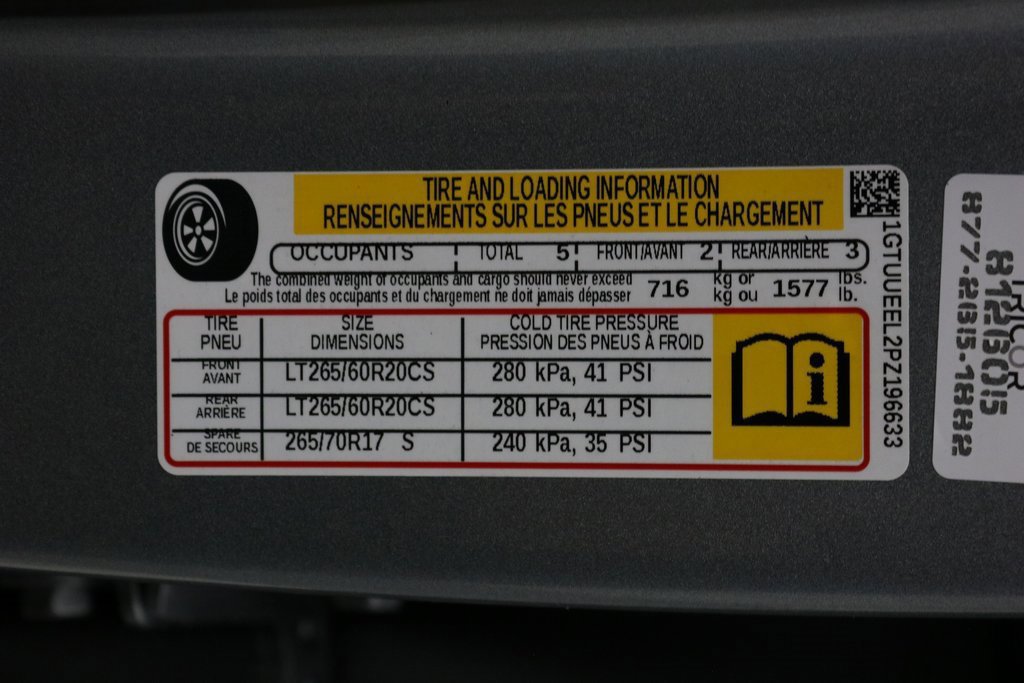 TIRE AND LOADING INFORMATION
RENSEIGNEMENTS SUR LES PNEUS ET LE CHARGEMENT
OCCUPANTS TOTAL 5 FRONT/AVANT 2 REAR/ARRIÈRE 3
The combined weight of occupants and cargo should never exceed 716 kg or 1577 lbs.
Le poids total des occupants et du chargement ne doit jamais dépasser kg ou lb.
TIRE SIZE COLD TIRE PRESSURE
PNEU DIMENSIONS PRESSION DES PNEUS À FROID
FRONT
AVANT LT265/60R20CS 280 kPa, 41 PSI
REAR
ARRIÈRE LT265/60R20CS 280 kPa, 41 PSI
SPARE
DE SECOURS 265/70R17 S 240 kPa, 35 PSI
i
1GTUUEEL2PZ196633
TRICOR
8128015